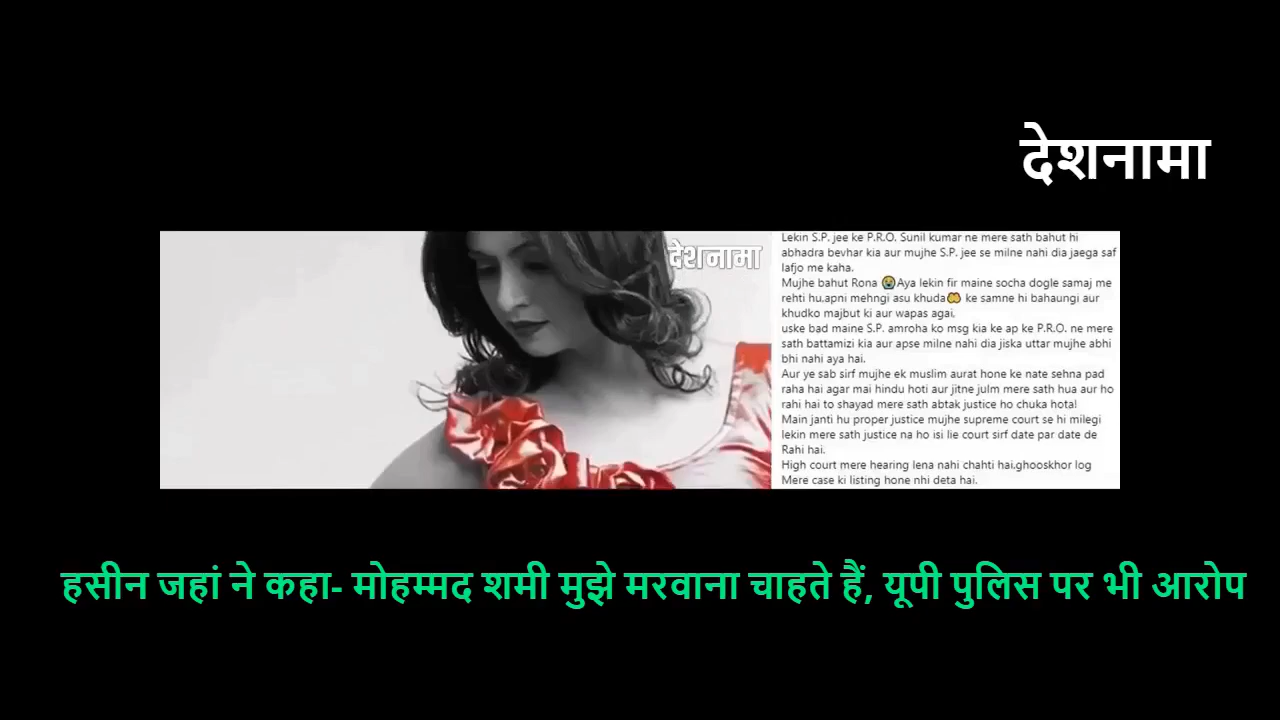 देशनामा
देशनामा
Lekin S.P. jee ke P.R.O. Sunil kumar ne mere sath bahut hi
abhadra bevhar kia aur mujhe S.P. jee se milne nahi dia jaega saf
lafjo me kaha.
Mujhe bahut Rona 😭Aya lekin fir maine socha dogle samaj me
rehti hu,apni mehngi asu khuda🤲 ke samne hi bahaungi aur
khudko majbut ki aur wapas agai,
uske bad maine S.P. amroha ko msg kia ke ap ke P.R.O. ne mere
sath battamizi kia aur apse milne nahi dia jiska uttar mujhe abhi
bhi nahi aya hai.
Aur ye sab sirf mujhe ek muslim aurat hone ke nate sehna pad
raha hai agar mai hindu hoti aur jitne julm mere sath hua aur ho
rahi hai to shayad mere sath abtak justice ho chuka hota!
Main janti hu proper justice mujhe supreme court se hi milegi
lekin mere sath justice na ho isi lie court sirf date par date de
Rahi hai.
High court mere hearing lena nahi chahti hai.ghooskhor log
Mere case ki listing hone nhi deta hai.
हसीन जहां ने कहा- मोहम्मद शमी मुझे मरवाना चाहते हैं, यूपी पुलिस पर भी आरोप